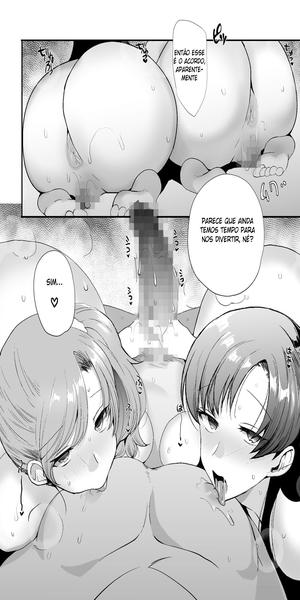 ENTÃO ESSE
É O ACORDO,
APARENTE-
MENTE
PARECE QUE AINDA
TEMOS TEMPO PARA
NOS DIVERTIR, NÉ?
SIM...
♥